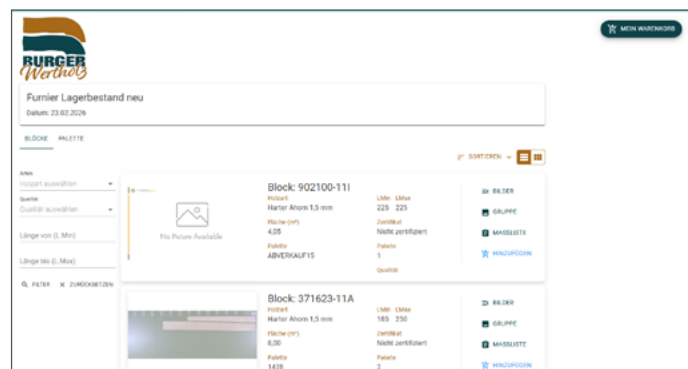 BURGER
Wertholz
MEIN WARENKORB
Furnier Lagerbestand neu
Datum: 23.02.2026
BLÖCKE PALETTE
SORTIEREN
Arten
Holzart auswählen
Qualität
Qualität auswählen
Länge von (L.Min)
Länge bis (L.Max)
FILTER ZURÜCKSETZEN
No Picture Available
Block: 902100-11I
Holzart LMin LMax
Harter Ahorn 1,5 mm 225 225
Fläche (m²) Zertifikat
4,05 Nicht zertifiziert
Palette Pakete
ABVERKAUF15 1
Qualität
BILDER
GRUPPE
MASSLISTE
HINZUFÜGEN
Block: 371623-11A
Holzart LMin LMax
Harter Ahorn 1,5 mm 185 250
Fläche (m²) Zertifikat
8,00 Nicht zertifiziert
Palette Pakete
1428 2
BILDER
GRUPPE
MASSLISTE
HINZUFÜGEN